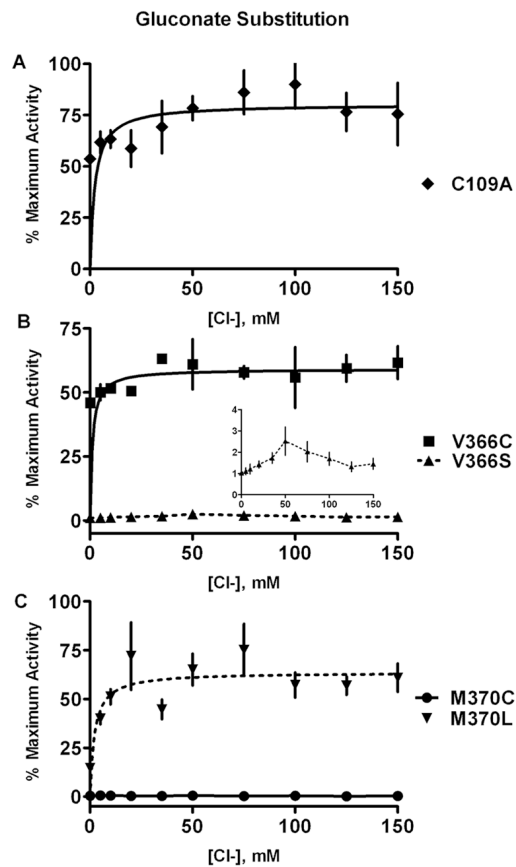 Gluconate Substitution
A
% Maximum Activity
100
75
50
25
0
0 50 100 150
[Cl-], mM
C109A
B
% Maximum Activity
75
50
25
0
4
3
2
1
0
0 50 100 150
0 50 100 150
[Cl-], mM
V366C
V366S
C
% Maximum Activity
100
75
50
25
0
0 50 100 150
[Cl-], mM
M370C
M370L